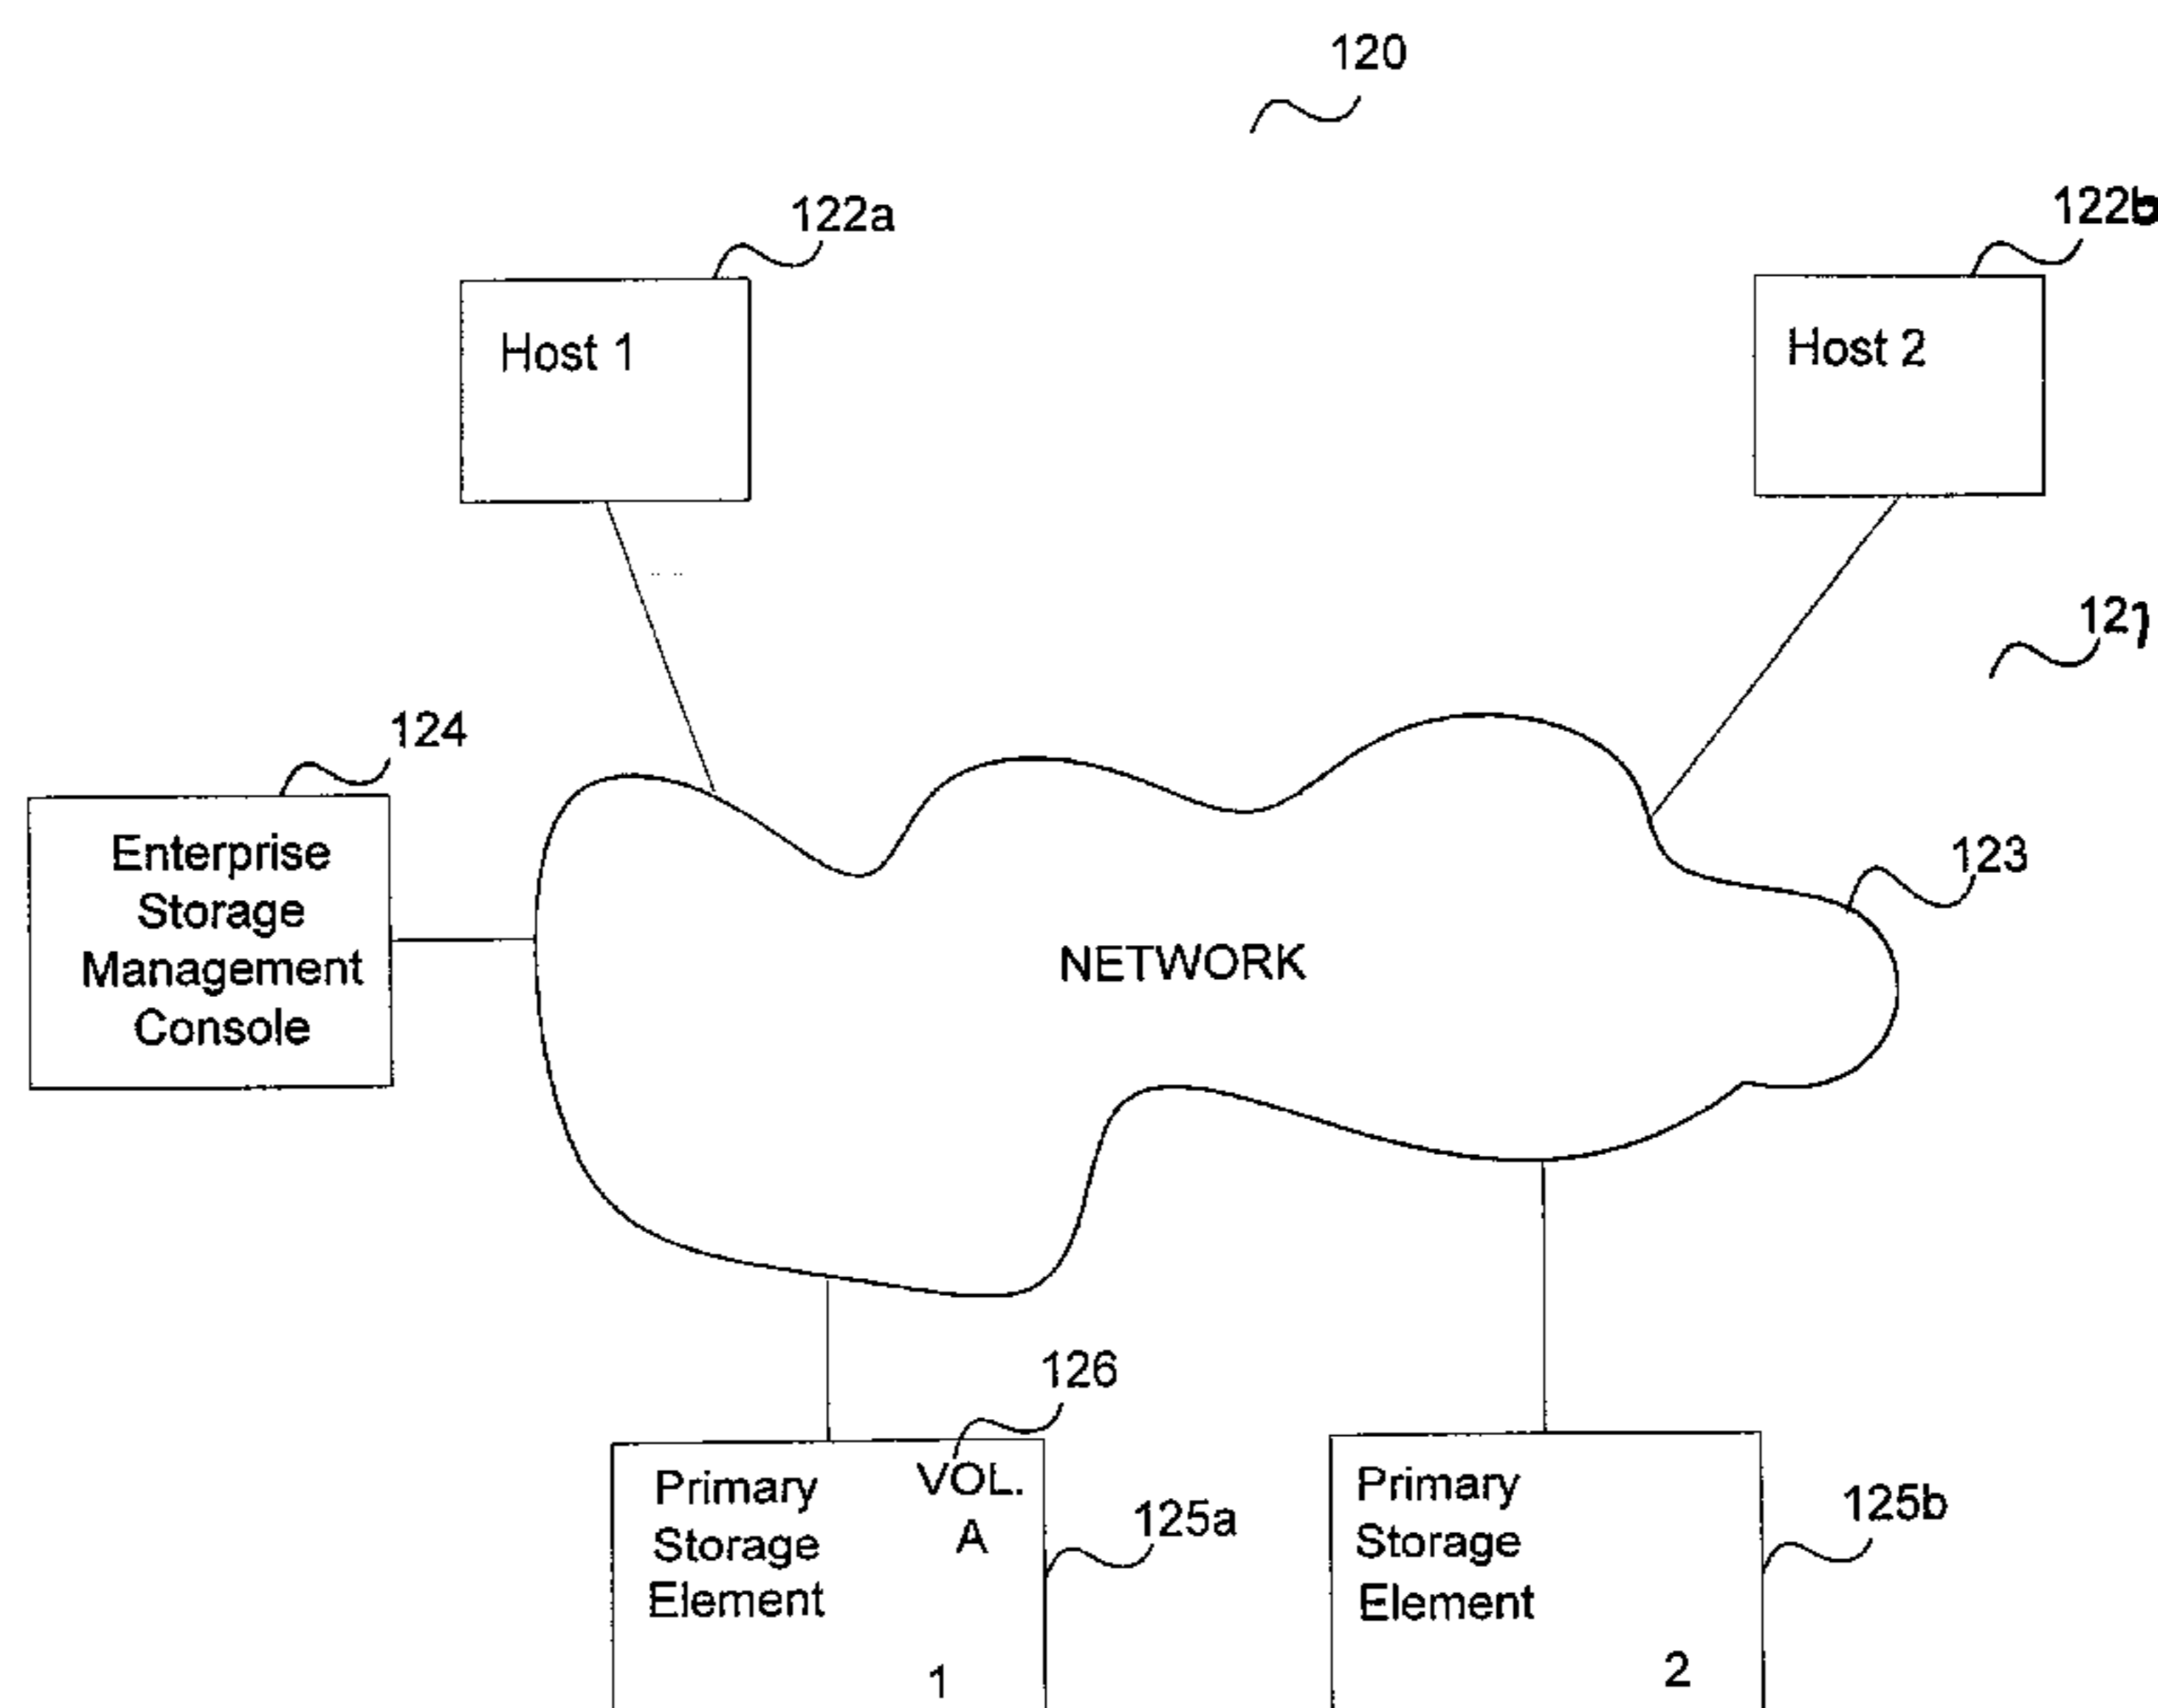 120
122a
122b
Host 1
Host 2
121
124
Enterprise
Storage
Management
Console
123
NETWORK
126
Primary
Storage
Element
1
VOL.
A
125a
Primary
Storage
Element
2
125b